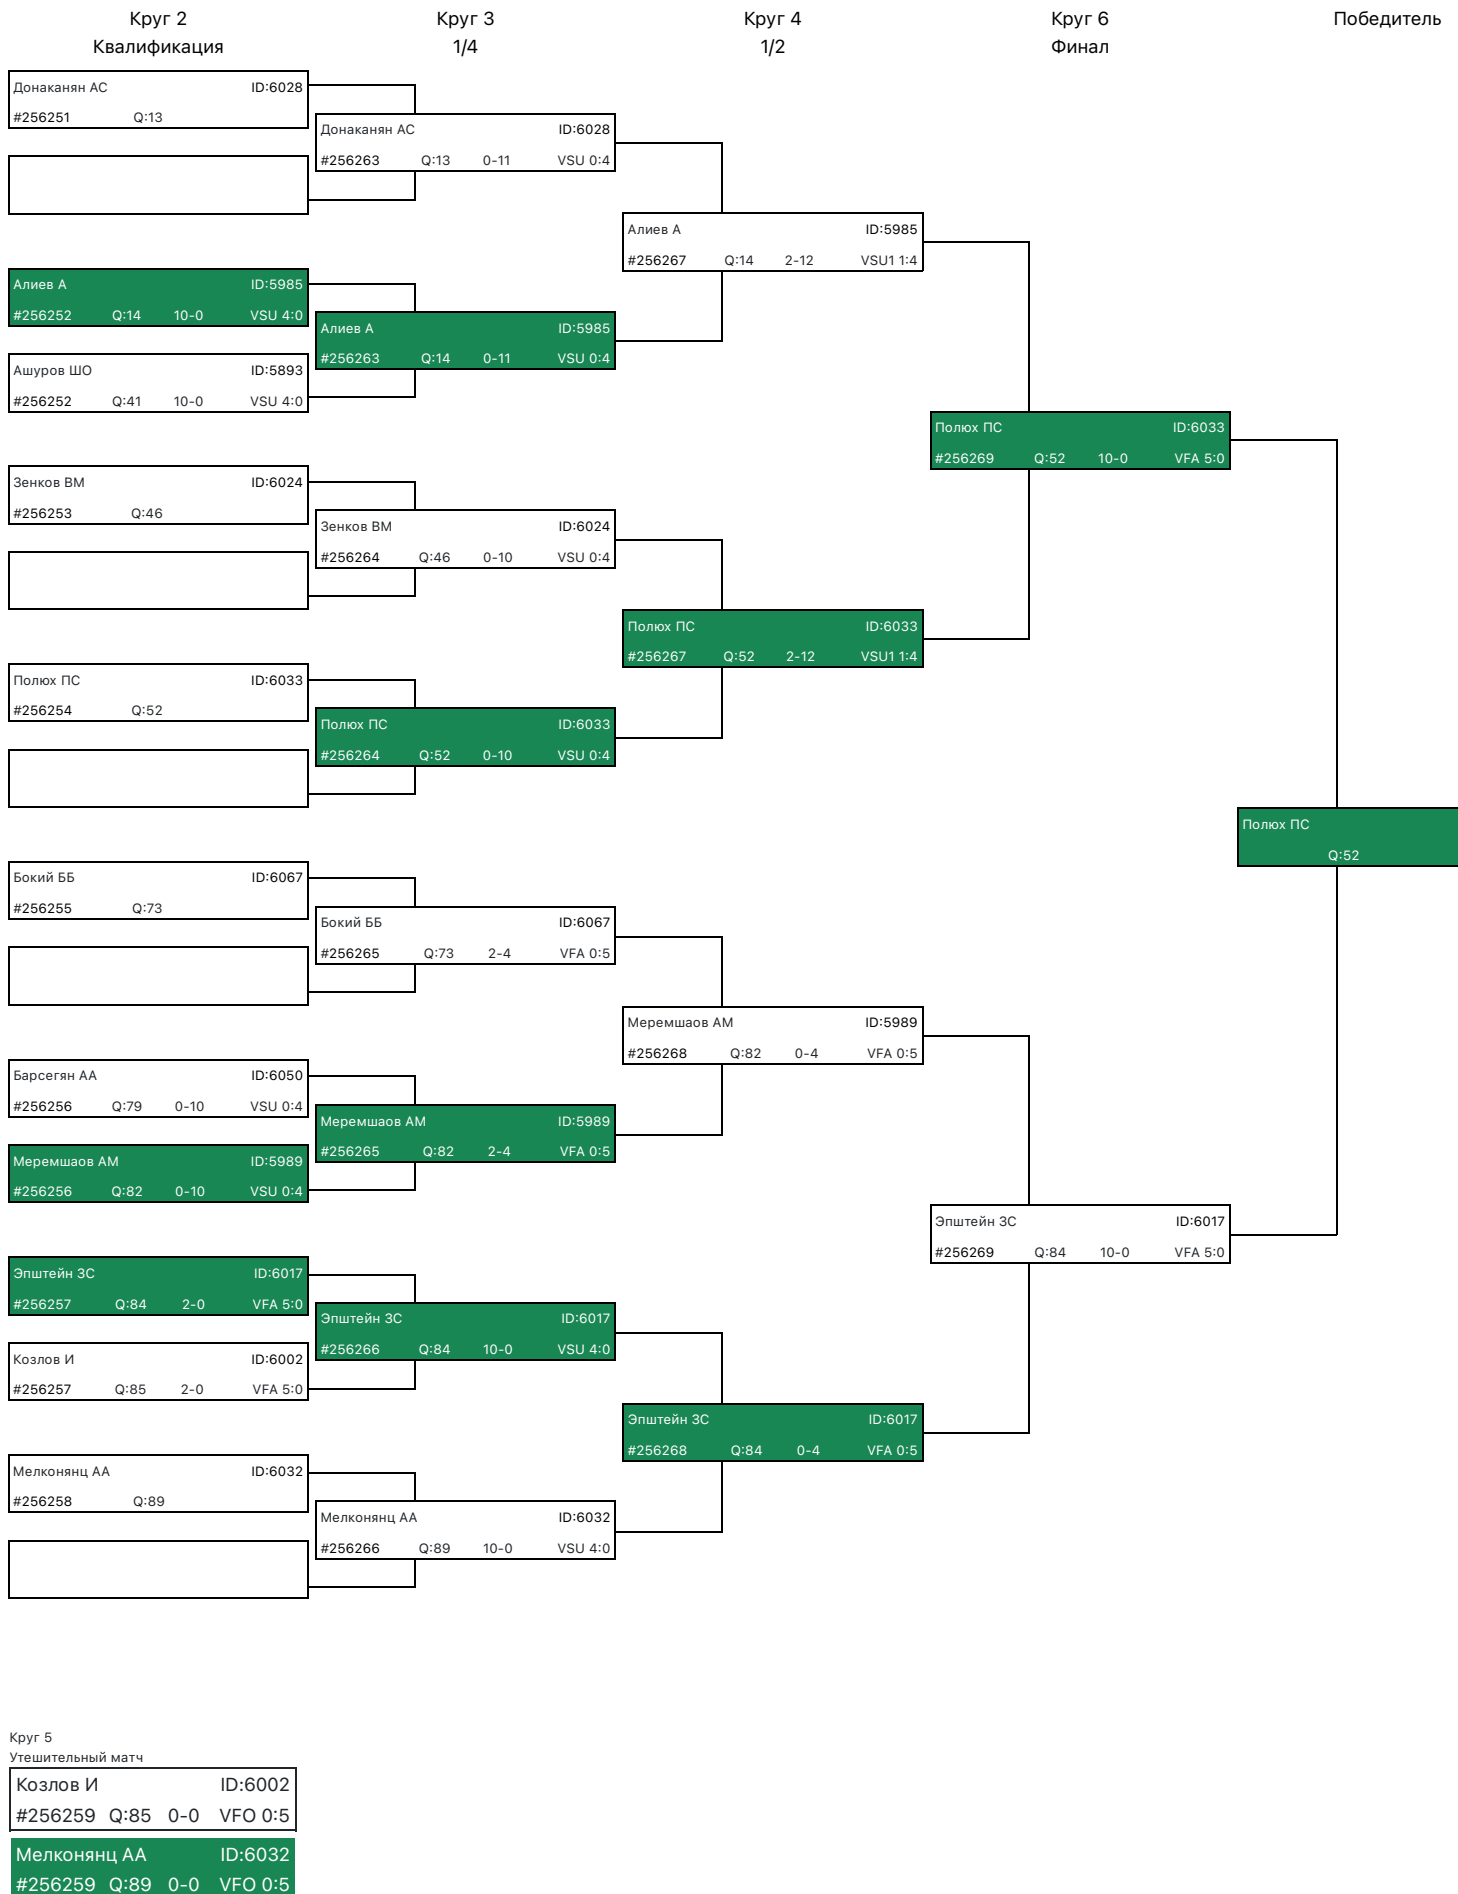 Круг 2
Квалификация
Круг 3
1/4
Круг 4
1/2
Круг 6
Финал
Победитель
Донаканян АС ID:6028
#256251 Q:13
Алиев А ID:5985
#256252 Q:14 10-0 VSU 4:0
Ашуров ШО ID:5893
#256252 Q:41 10-0 VSU 4:0
Зенков ВМ ID:6024
#256253 Q:46
Полюх ПС ID:6033
#256254 Q:52
Бокий ББ ID:6067
#256255 Q:73
Барсегян АА ID:6050
#256256 Q:79 0-10 VSU 0:4
Меремшаов АМ ID:5989
#256256 Q:82 0-10 VSU 0:4
Эпштейн ЗС ID:6017
#256257 Q:84 2-0 VFA 5:0
Козлов И ID:6002
#256257 Q:85 2-0 VFA 5:0
Мелконянц АА ID:6032
#256258 Q:89
Донаканян АС ID:6028
#256263 Q:13 0-11 VSU 0:4
Алиев А ID:5985
#256263 Q:14 0-11 VSU 0:4
Зенков ВМ ID:6024
#256264 Q:46 0-10 VSU 0:4
Полюх ПС ID:6033
#256264 Q:52 0-10 VSU 0:4
Бокий ББ ID:6067
#256265 Q:73 2-4 VFA 0:5
Меремшаов АМ ID:5989
#256265 Q:82 2-4 VFA 0:5
Эпштейн ЗС ID:6017
#256266 Q:84 10-0 VSU 4:0
Мелконянц АА ID:6032
#256266 Q:89 10-0 VSU 4:0
Алиев А ID:5985
#256267 Q:14 2-12 VSU1 1:4
Полюх ПС ID:6033
#256267 Q:52 2-12 VSU1 1:4
Меремшаов АМ ID:5989
#256268 Q:82 0-4 VFA 0:5
Эпштейн ЗС ID:6017
#256268 Q:84 0-4 VFA 0:5
Полюх ПС ID:6033
#256269 Q:52 10-0 VFA 5:0
Эпштейн ЗС ID:6017
#256269 Q:84 10-0 VFA 5:0
Полюх ПС
Q:52
Круг 5
Утешительный матч
Козлов И ID:6002
#256259 Q:85 0-0 VFO 0:5
Мелконянц АА ID:6032
#256259 Q:89 0-0 VFO 0:5